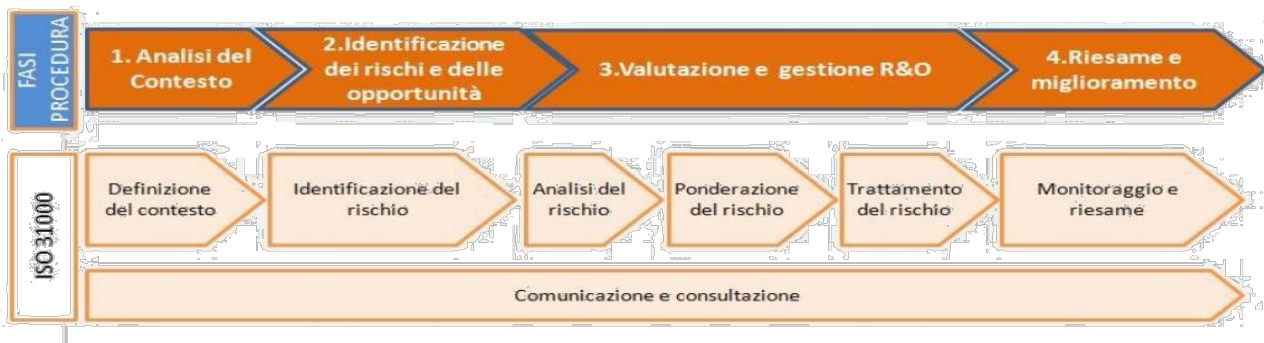 FASI
PROCEDURA
1. Analisi del
Contesto
2.Identificazione
dei rischi e delle
opportunità
3.Valutazione e gestione R&O
4.Riesame e
miglioramento
ISO 31000
Definizione
del contesto
Identificazione del
rischio
Analisi del
rischio
Ponderazione
del rischio
Trattamento
del rischio
Monitoraggio e
riesame
Comunicazione e consultazione